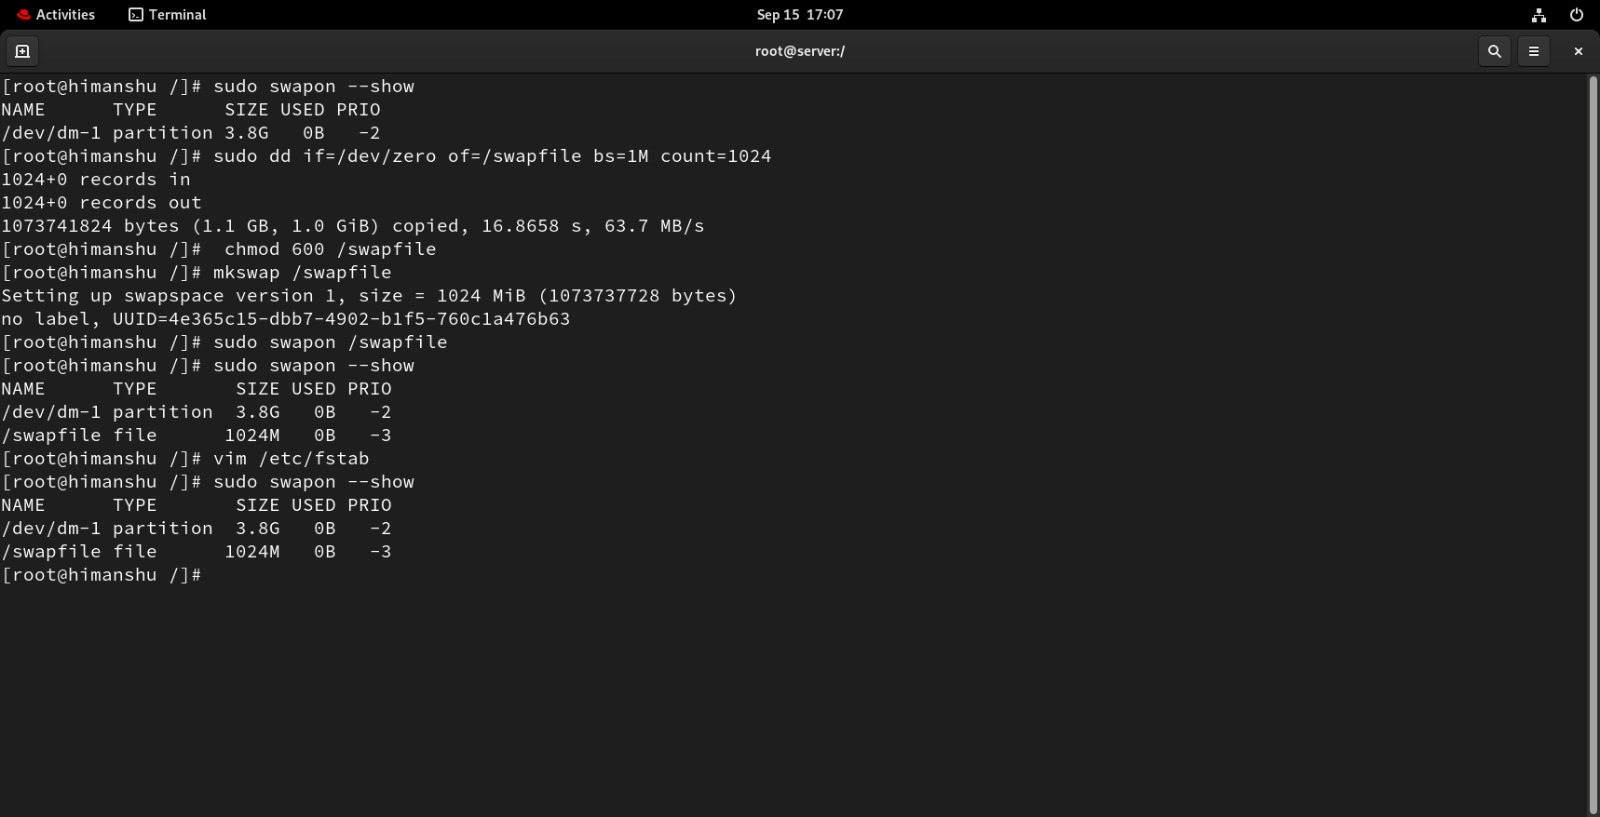 Activities Terminal Sep 15 17:07
root@server:/
[root@himanshu /]# sudo swapon --show
NAME      TYPE      SIZE USED PRIO
/dev/dm-1 partition 3.8G   0B   -2
[root@himanshu /]# sudo dd if=/dev/zero of=/swapfile bs=1M count=1024
1024+0 records in
1024+0 records out
1073741824 bytes (1.1 GB, 1.0 GiB) copied, 16.8658 s, 63.7 MB/s
[root@himanshu /]#  chmod 600 /swapfile
[root@himanshu /]# mkswap /swapfile
Setting up swapspace version 1, size = 1024 MiB (1073737728 bytes)
no label, UUID=4e365c15-dbb7-4902-b1f5-760c1a476b63
[root@himanshu /]# sudo swapon /swapfile
[root@himanshu /]# sudo swapon --show
NAME      TYPE       SIZE USED PRIO
/dev/dm-1 partition  3.8G   0B   -2
/swapfile file      1024M   0B   -3
[root@himanshu /]# vim /etc/fstab
[root@himanshu /]# sudo swapon --show
NAME      TYPE       SIZE USED PRIO
/dev/dm-1 partition  3.8G   0B   -2
/swapfile file      1024M   0B   -3
[root@himanshu /]#